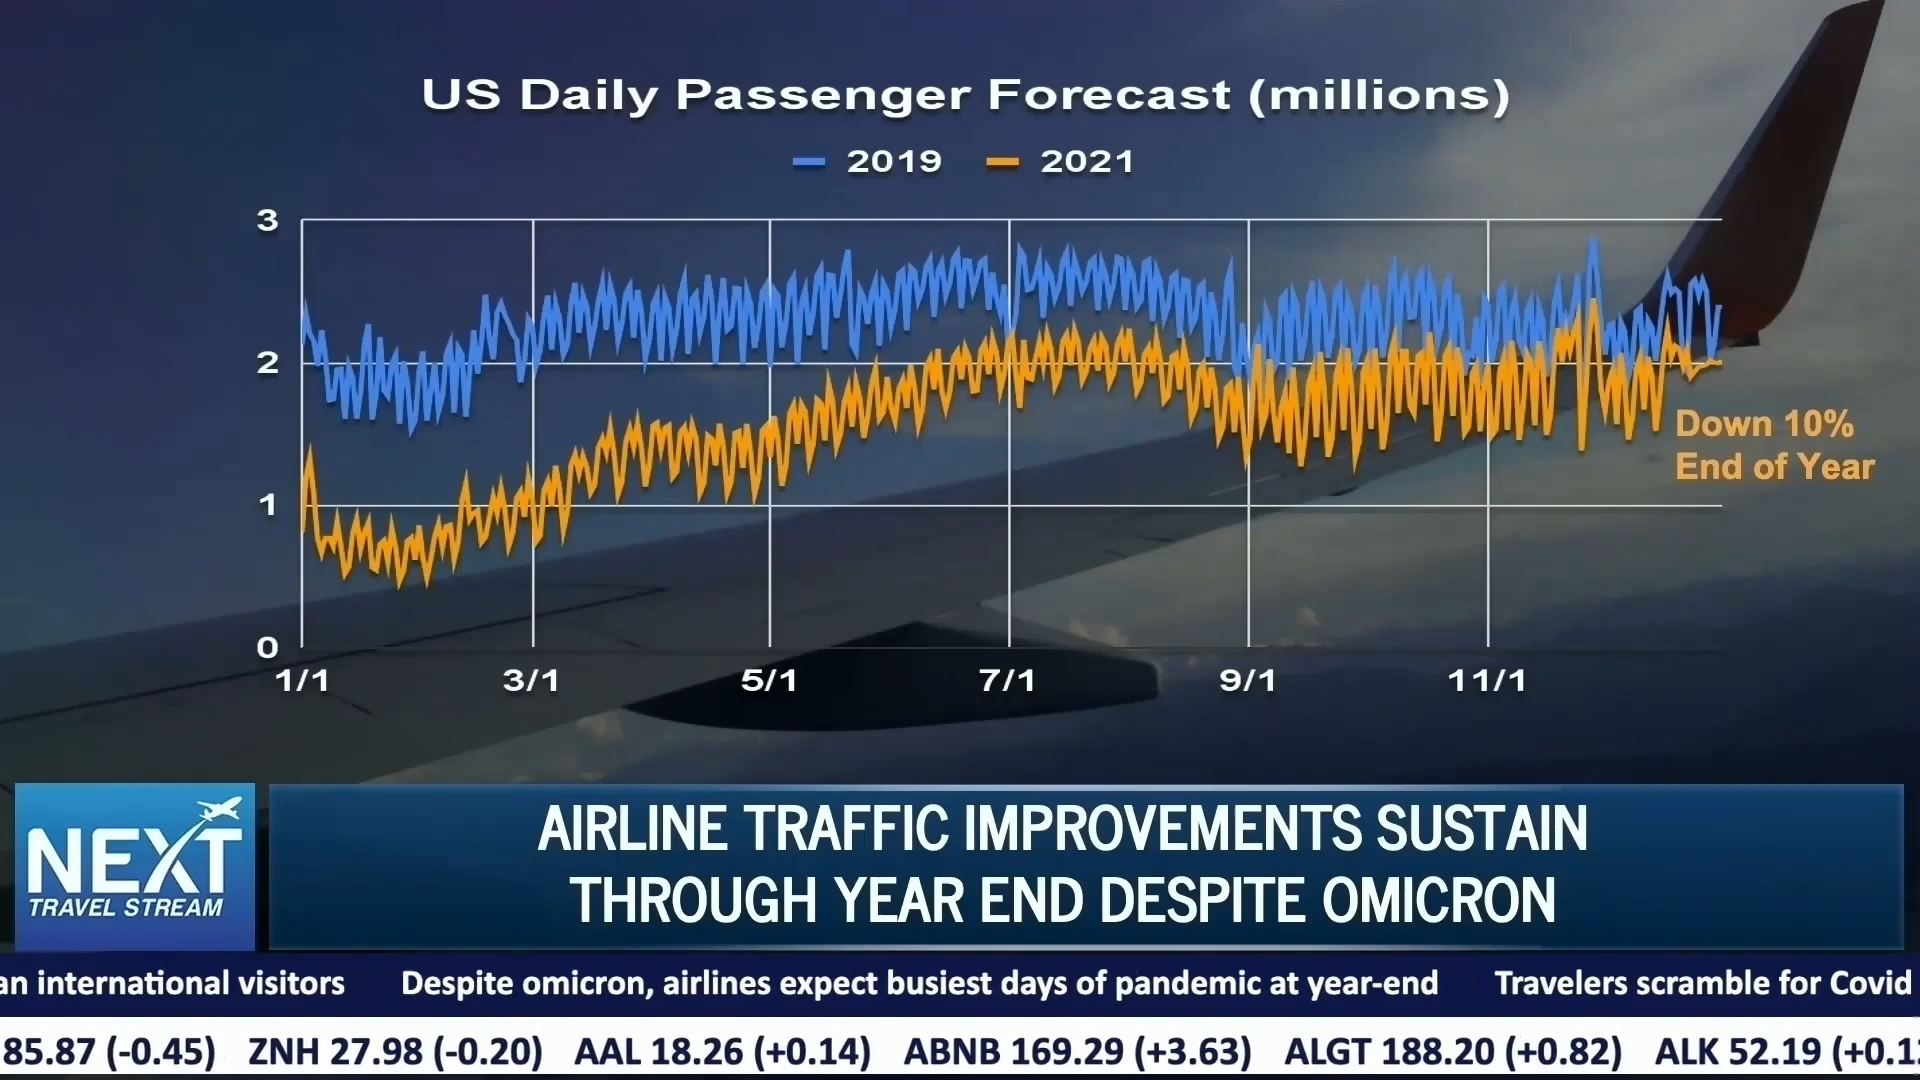 US Daily Passenger Forecast (millions)
2019 2021
3
2
1
0
1/1 3/1 5/1 7/1 9/1 11/1
Down 10%
End of Year
NEXT
TRAVEL STREAM
AIRLINE TRAFFIC IMPROVEMENTS SUSTAIN
THROUGH YEAR END DESPITE OMICRON
an international visitors Despite omicron, airlines expect busiest days of pandemic at year-end Travelers scramble for Covid
85.87 (-0.45) ZNH 27.98 (-0.20) AAL 18.26 (+0.14) ABNB 169.29 (+3.63) ALGT 188.20 (+0.82) ALK 52.19 (+0.1